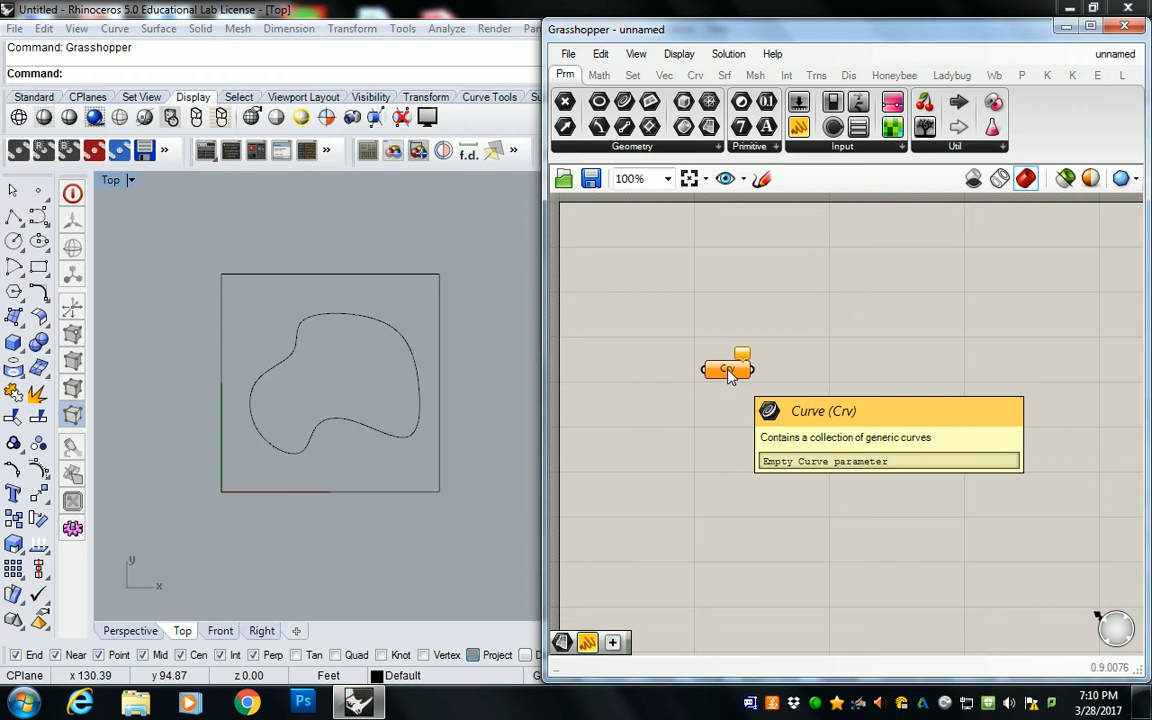 Untitled - Rhinoceros 5.0 Educational Lab License - [Top]
File Edit View Curve Surface Solid Mesh Dimension Transform Tools Analyze Render Pan
Command: Grasshopper
Command:
Standard CPlanes Set View Display Select Viewport Layout Visibility Transform Curve Tools Su
f.d.
Top
y
x
Perspective Top Front Right
End Near Point Mid Cen Int Perp Tan Quad Knot Vertex Project D
CPlane x 130.39 y 94.87 z 0.00 Feet Default G
Grasshopper - unnamed
File Edit View Display Solution Help unnamed
Prm Math Set Vec Crv Srf Msh Int Trns Dis Honeybee Ladybug Wb P K K E L
Geometry Primitive Input Util
100%
Crv
Curve (Crv)
Contains a collection of generic curves
Empty Curve parameter
0.9.0076
Ps
7:10 PM
3/28/2017